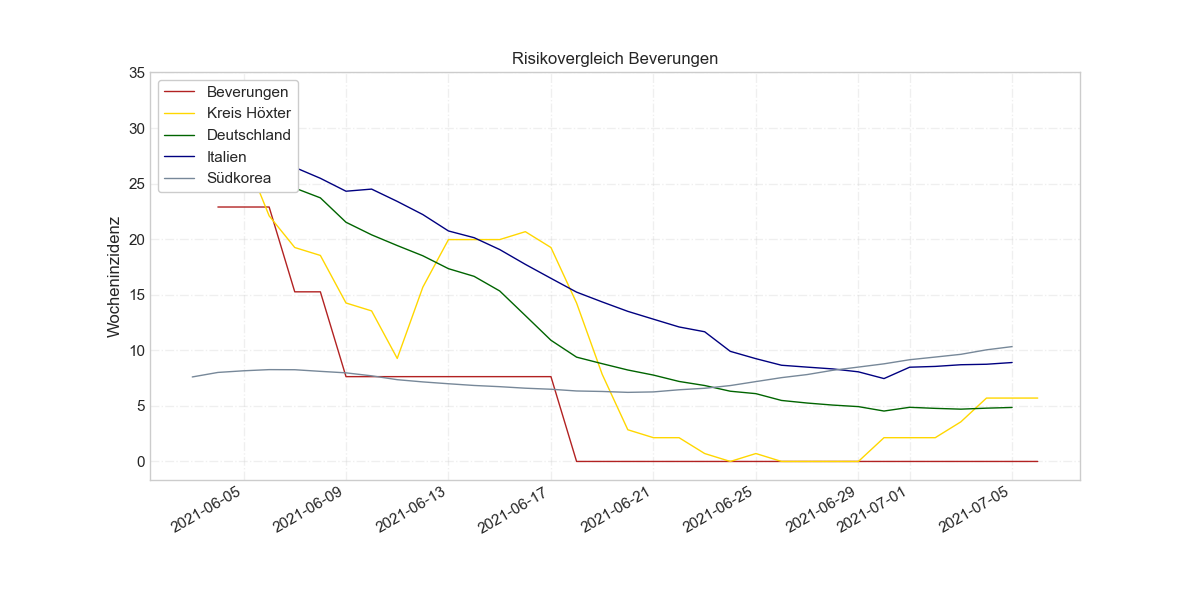 Risikovergleich Beverungen
Beverungen
Kreis Höxter
Deutschland
Italien
Südkorea
Wocheninzidenz
35
30
25
20
15
10
5
0
2021-06-05
2021-06-09
2021-06-13
2021-06-17
2021-06-21
2021-06-25
2021-06-29
2021-07-01
2021-07-05